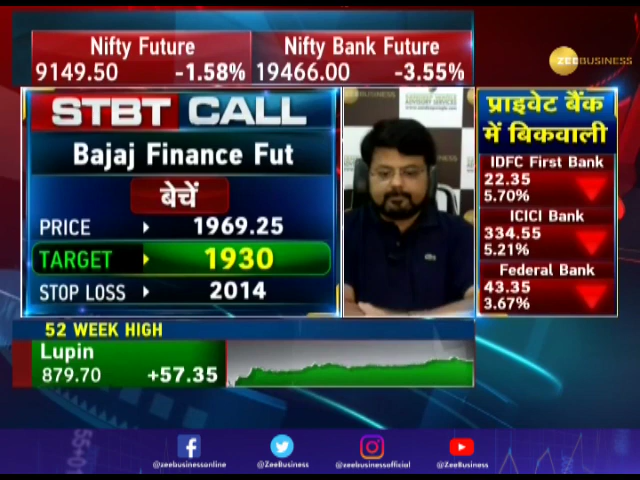 Nifty Future
9149.50 -1.58%
Nifty Bank Future
19466.00 -3.55%
ZEEBUSINESS
STBT CALL
Bajaj Finance Fut
बेचें
PRICE 1969.25
TARGET 1930
STOP LOSS 2014
प्राइवेट बैंक
में बिकवाली
IDFC First Bank
22.35
5.70%
ICICI Bank
334.55
5.21%
Federal Bank
43.35
3.67%
52 WEEK HIGH
Lupin
879.70 +57.35
@zeebusinessonline
@ZeeBusiness
@zeebusinessofficial
@ZeeBusiness